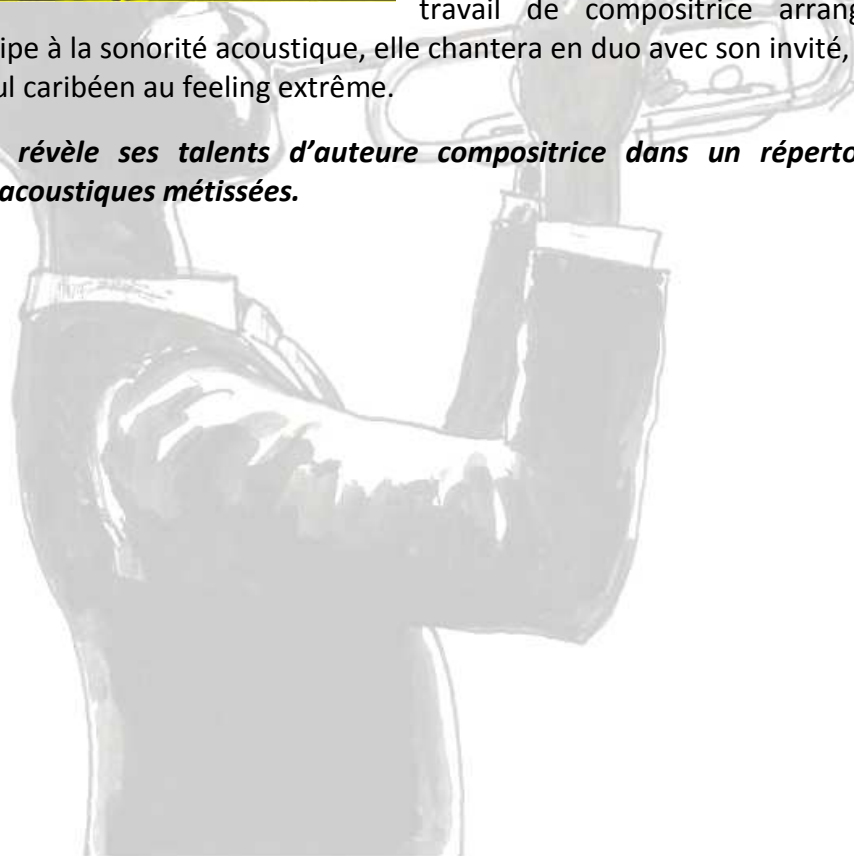 travail de compositrice arrang
ipe à la sonorité acoustique, elle chantera en duo avec son invité,
ul caribéen au feeling extrême.
révèle ses talents d'auteure compositrice dans un réperto
acoustiques métissées.